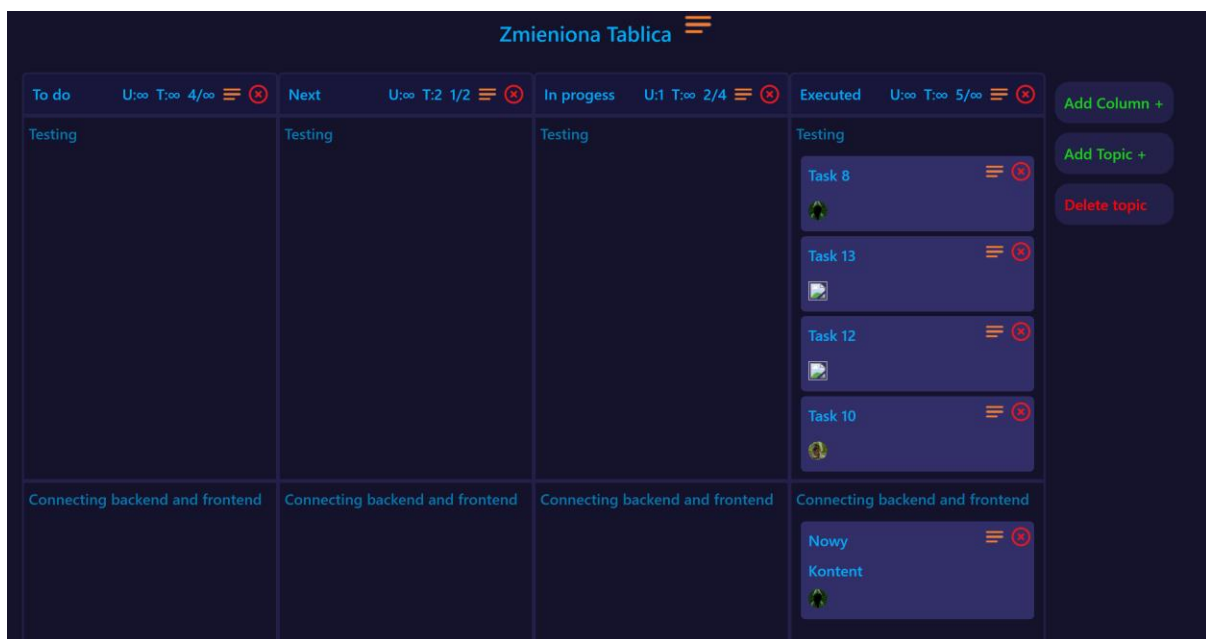 Zmieniona Tablica
To do U:∞ T:∞ 4/∞
Next U:∞ T:2 1/2
In progess U:1 T:∞ 2/4
Executed U:∞ T:∞ 5/∞
Add Column +
Add Topic +
Delete topic
Testing
Testing
Testing
Testing
Task 8
Task 13
Task 12
Task 10
Connecting backend and frontend
Connecting backend and frontend
Connecting backend and frontend
Connecting backend and frontend
Nowy
Kontent